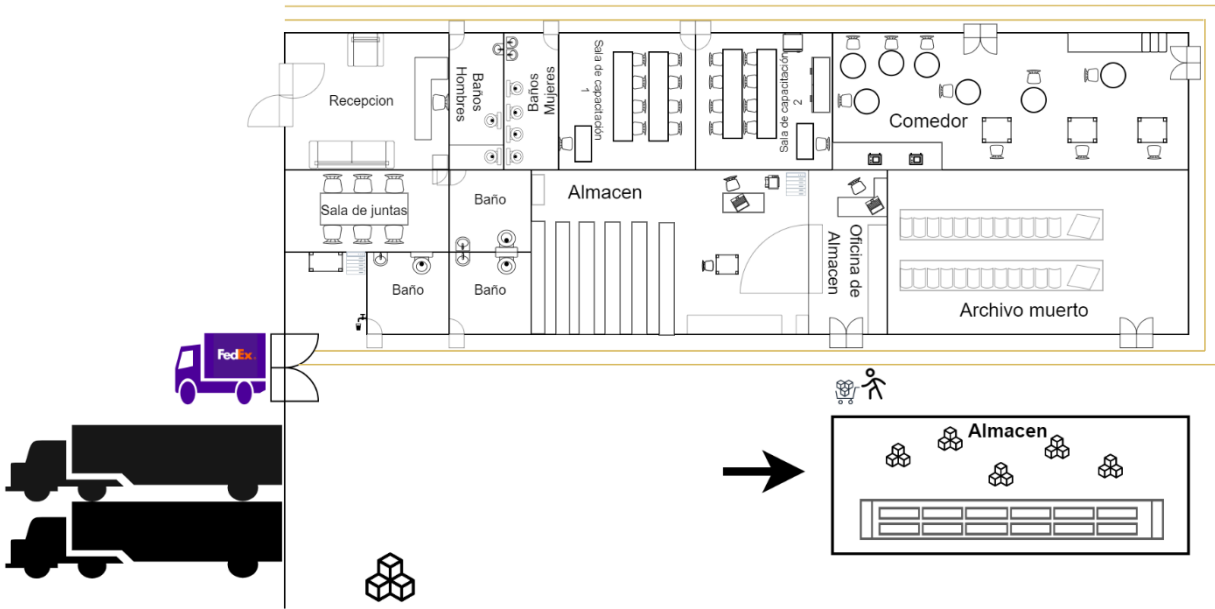 Recepcion
Baños
Hombres
Baños
Mujeres
Sala de capacitación
1
Sala de capacitación
2
Comedor
Sala de juntas
Baño
Almacen
Oficina de
Almacen
Archivo muerto
Baño
Baño
FedEx.
Almacen